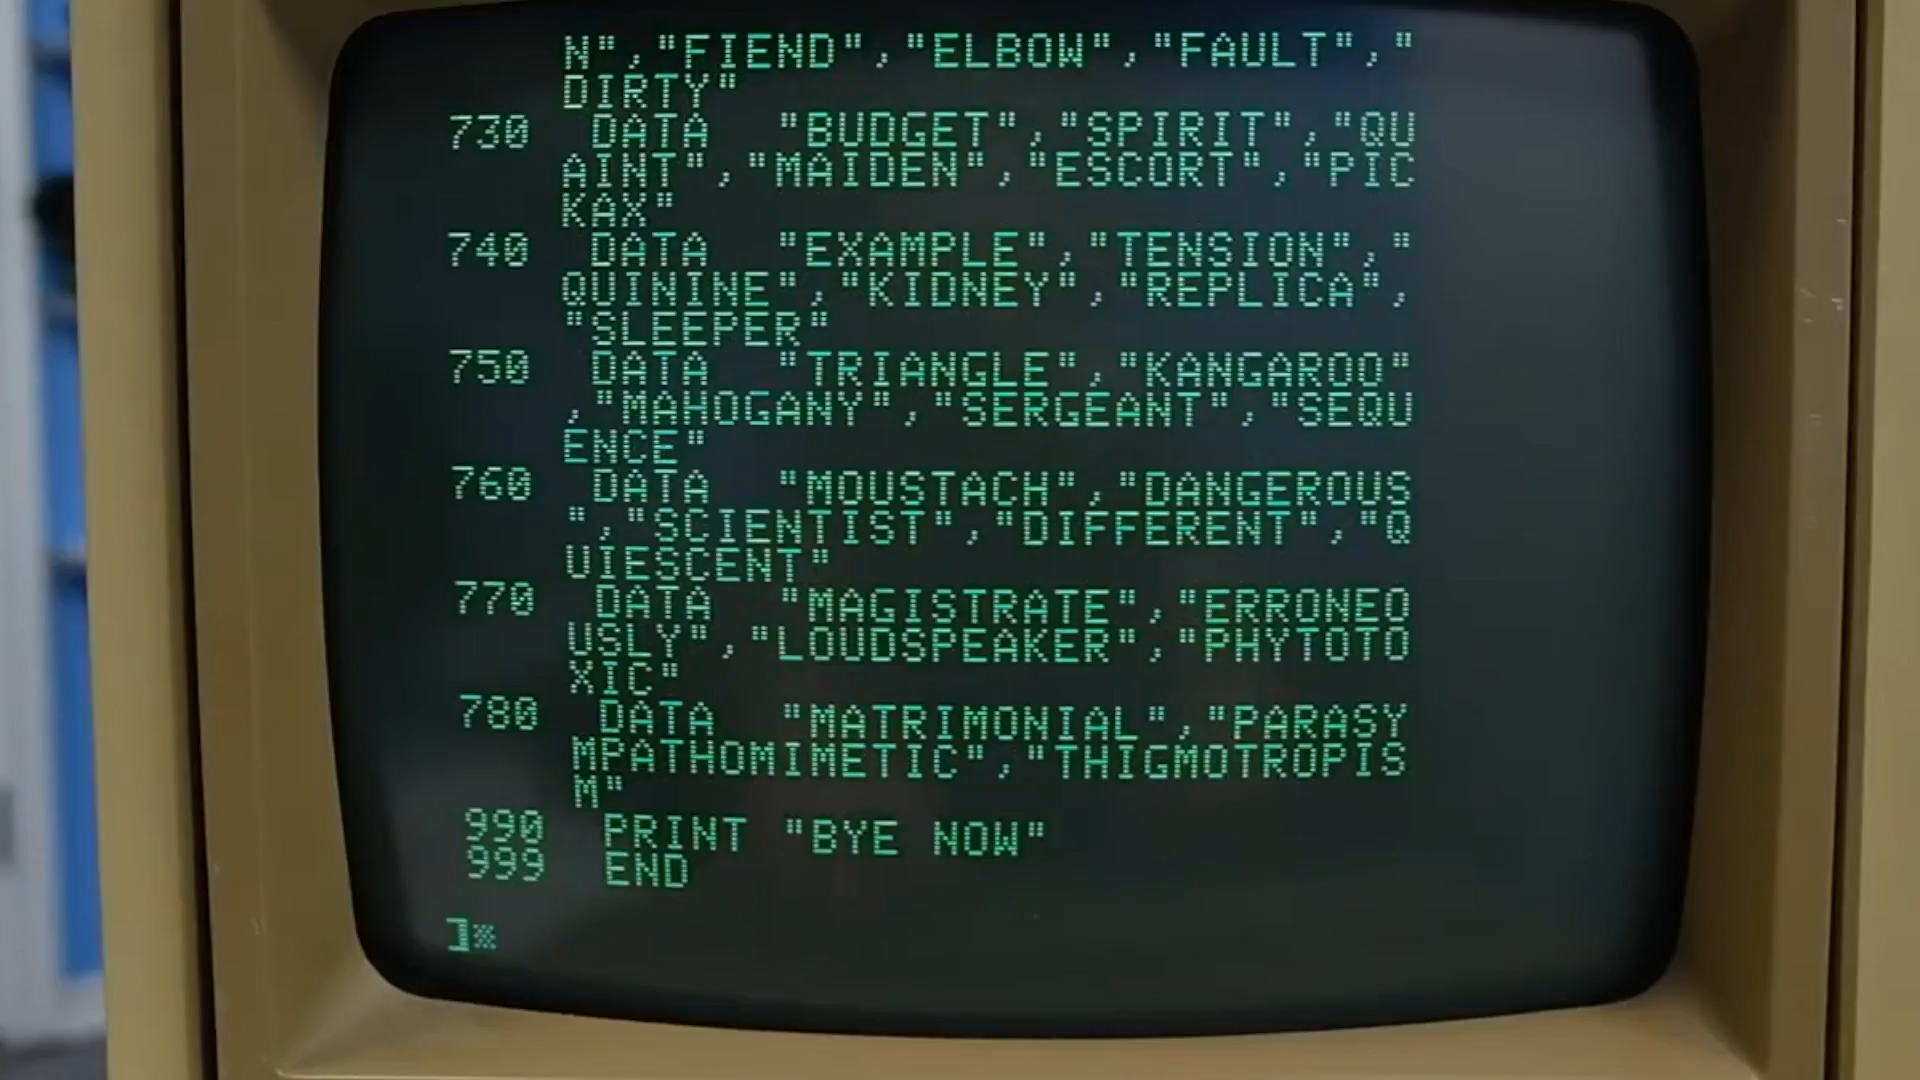 N","FIEND","ELBOW","FAULT","
DIRTY"
730 DATA "BUDGET","SPIRIT","QU
AINT","MAIDEN","ESCORT","PIC
KAX"
740 DATA "EXAMPLE","TENSION","
QUININE","KIDNEY","REPLICA",
"SLEEPER"
750 DATA "TRIANGLE","KANGAROO"
,"MAHOGANY","SERGEANT","SEQU
ENCE"
760 DATA "MOUSTACH","DANGEROUS
","SCIENTIST","DIFFERENT","Q
UIESCENT"
770 DATA "MAGISTRATE","ERRONEO
USLY","LOUDSPEAKER","PHYTOTO
XIC"
780 DATA "MATRIMONIAL","PARASY
MPATHOMIMETIC","THIGMOTROPIS
M"
990 PRINT "BYE NOW"
999 END
]